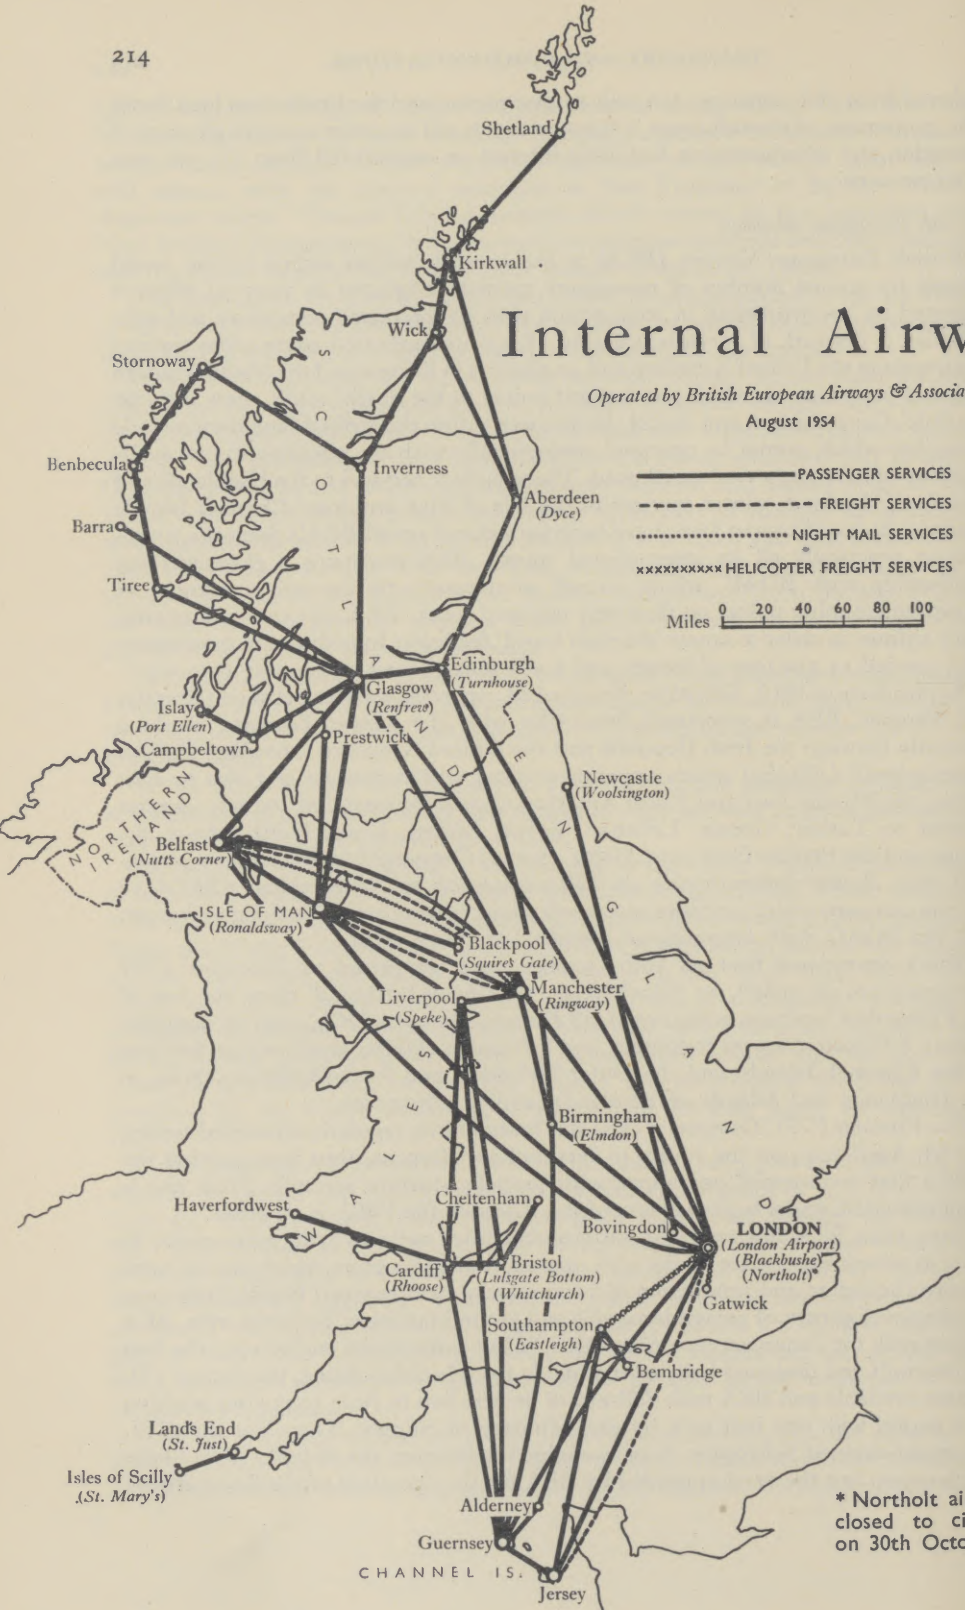 214
Shetland
Kirkwall
Wick
Internal Airw
Stornoway
Operated by British European Airways & Associa
August 1954
Benbecula
Inverness
PASSENGER SERVICES
Aberdeen
(Dyce)
FREIGHT SERVICES
Barra
NIGHT MAIL SERVICES
HELICOPTER FREIGHT SERVICES
Tiree
0 20 40 60 80 100
Miles
SCOTLAND
Edinburgh
(Turnhouse)
Glasgow
(Renfrew)
Islay
(Port Ellen)
Prestwick
Campbeltown
NORTHERN
IRELAND
Newcastle
(Woolsington)
ENGLAND
Belfast
(Nutts Corner)
ISLE OF MAN
(Ronaldsway)
Blackpool
(Squire's Gate)
Manchester
(Ringway)
Liverpool
(Speke)
WALES
Birmingham
(Elmdon)
Cheltenham
Haverfordwest
Bovingdon
LONDON
(London Airport)
(Blackbushe)
(Northolt)*
Cardiff
(Rhoose)
Bristol
(Lulsgate Bottom)
(Whitchurch)
Gatwick
Southampton
(Eastleigh)
Bembridge
Land's End
(St. Just)
Isles of Scilly
(St. Mary's)
Alderney
Guernsey
CHANNEL IS.
Jersey
* Northolt ai
closed to ci
on 30th Octo